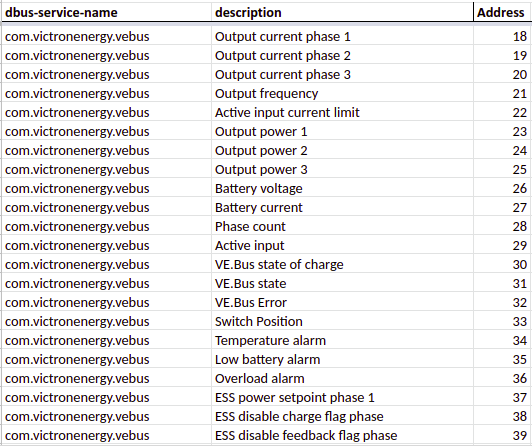 dbus-service-name description Address
com.victronenergy.vebus Output current phase 1 18
com.victronenergy.vebus Output current phase 2 19
com.victronenergy.vebus Output current phase 3 20
com.victronenergy.vebus Output frequency 21
com.victronenergy.vebus Active input current limit 22
com.victronenergy.vebus Output power 1 23
com.victronenergy.vebus Output power 2 24
com.victronenergy.vebus Output power 3 25
com.victronenergy.vebus Battery voltage 26
com.victronenergy.vebus Battery current 27
com.victronenergy.vebus Phase count 28
com.victronenergy.vebus Active input 29
com.victronenergy.vebus VE.Bus state of charge 30
com.victronenergy.vebus VE.Bus state 31
com.victronenergy.vebus VE.Bus Error 32
com.victronenergy.vebus Switch Position 33
com.victronenergy.vebus Temperature alarm 34
com.victronenergy.vebus Low battery alarm 35
com.victronenergy.vebus Overload alarm 36
com.victronenergy.vebus ESS power setpoint phase 1 37
com.victronenergy.vebus ESS disable charge flag phase 38
com.victronenergy.vebus ESS disable feedback flag phase 39